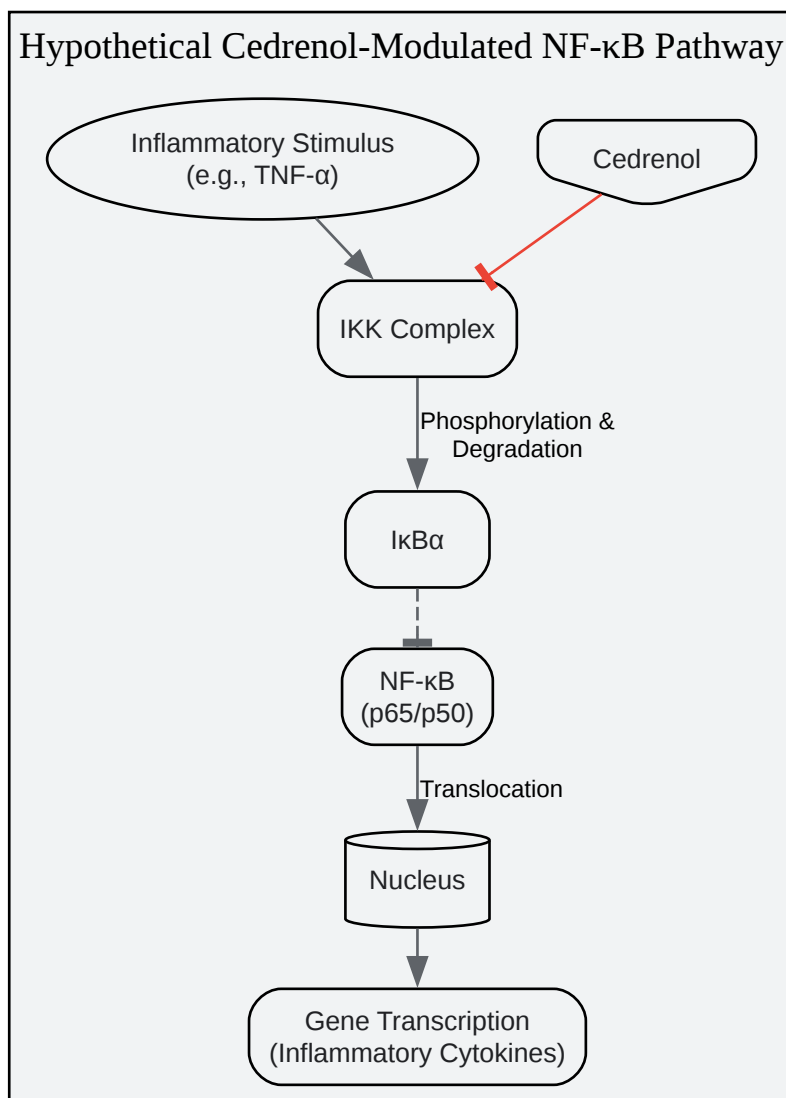 Hypothetical Cedrenol-Modulated NF-κB Pathway
Inflammatory Stimulus
(e.g., TNF-α)
Cedrenol
IKK Complex
Phosphorylation &
Degradation
IκBα
NF-κB
(p65/p50)
Translocation
Nucleus
Gene Transcription
(Inflammatory Cytokines)